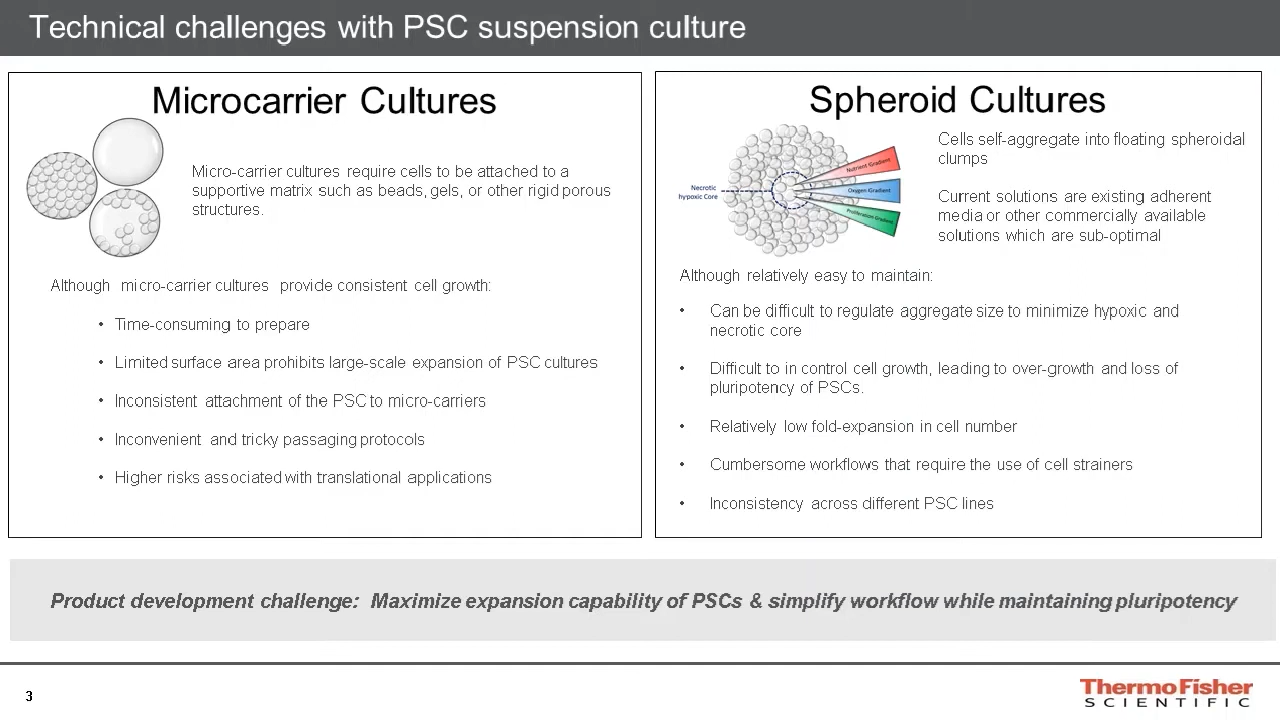 Technical challenges with PSC suspension culture
Microcarrier Cultures
Micro-carrier cultures require cells to be attached to a
supportive matrix such as beads, gels, or other rigid porous
structures.
Although micro-carrier cultures provide consistent cell growth:
• Time-consuming to prepare
• Limited surface area prohibits large-scale expansion of PSC cultures
• Inconsistent attachment of the PSC to micro-carriers
• Inconvenient and tricky passaging protocols
• Higher risks associated with translational applications
Spheroid Cultures
Necrotic
hypoxic Core
Nutrient Gradient
Oxygen Gradient
Proliferation Gradient
Cells self-aggregate into floating spheroidal
clumps
Current solutions are existing adherent
media or other commercially available
solutions which are sub-optimal
Although relatively easy to maintain:
• Can be difficult to regulate aggregate size to minimize hypoxic and
necrotic core
• Difficult to in control cell growth, leading to over-growth and loss of
pluripotency of PSCs.
• Relatively low fold-expansion in cell number
• Cumbersome workflows that require the use of cell strainers
• Inconsistency across different PSC lines
Product development challenge: Maximize expansion capability of PSCs & simplify workflow while maintaining pluripotency
3
ThermoFisher
SCIENTIFIC